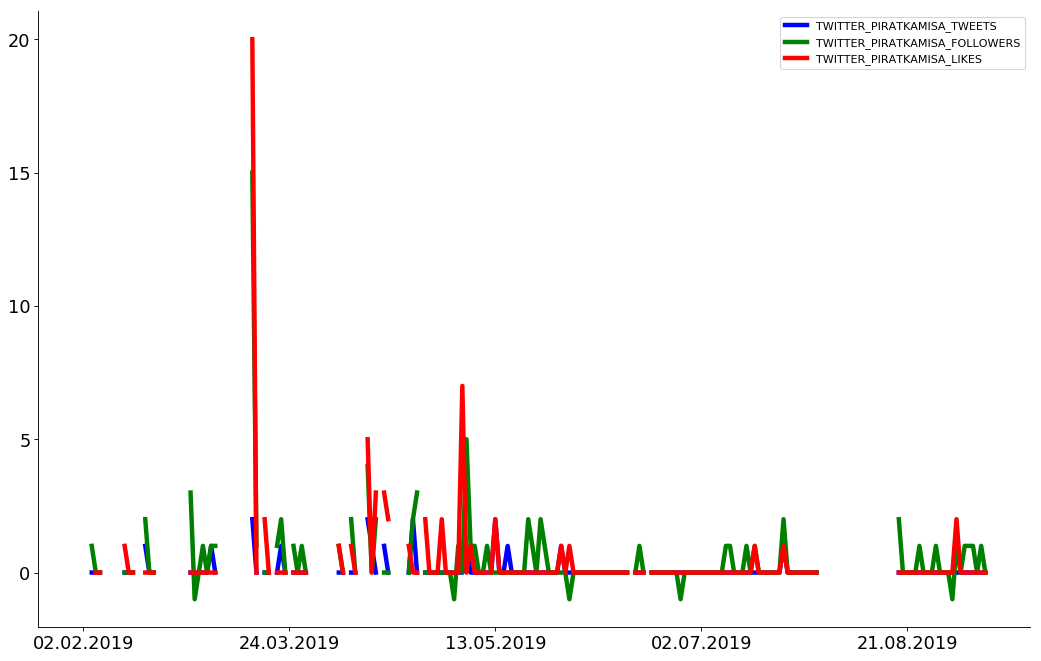 TWITTER_PIRATKAMISA_TWEETS
TWITTER_PIRATKAMISA_FOLLOWERS
TWITTER_PIRATKAMISA_LIKES
20
15
10
5
0
02.02.2019 24.03.2019 13.05.2019 02.07.2019 21.08.2019